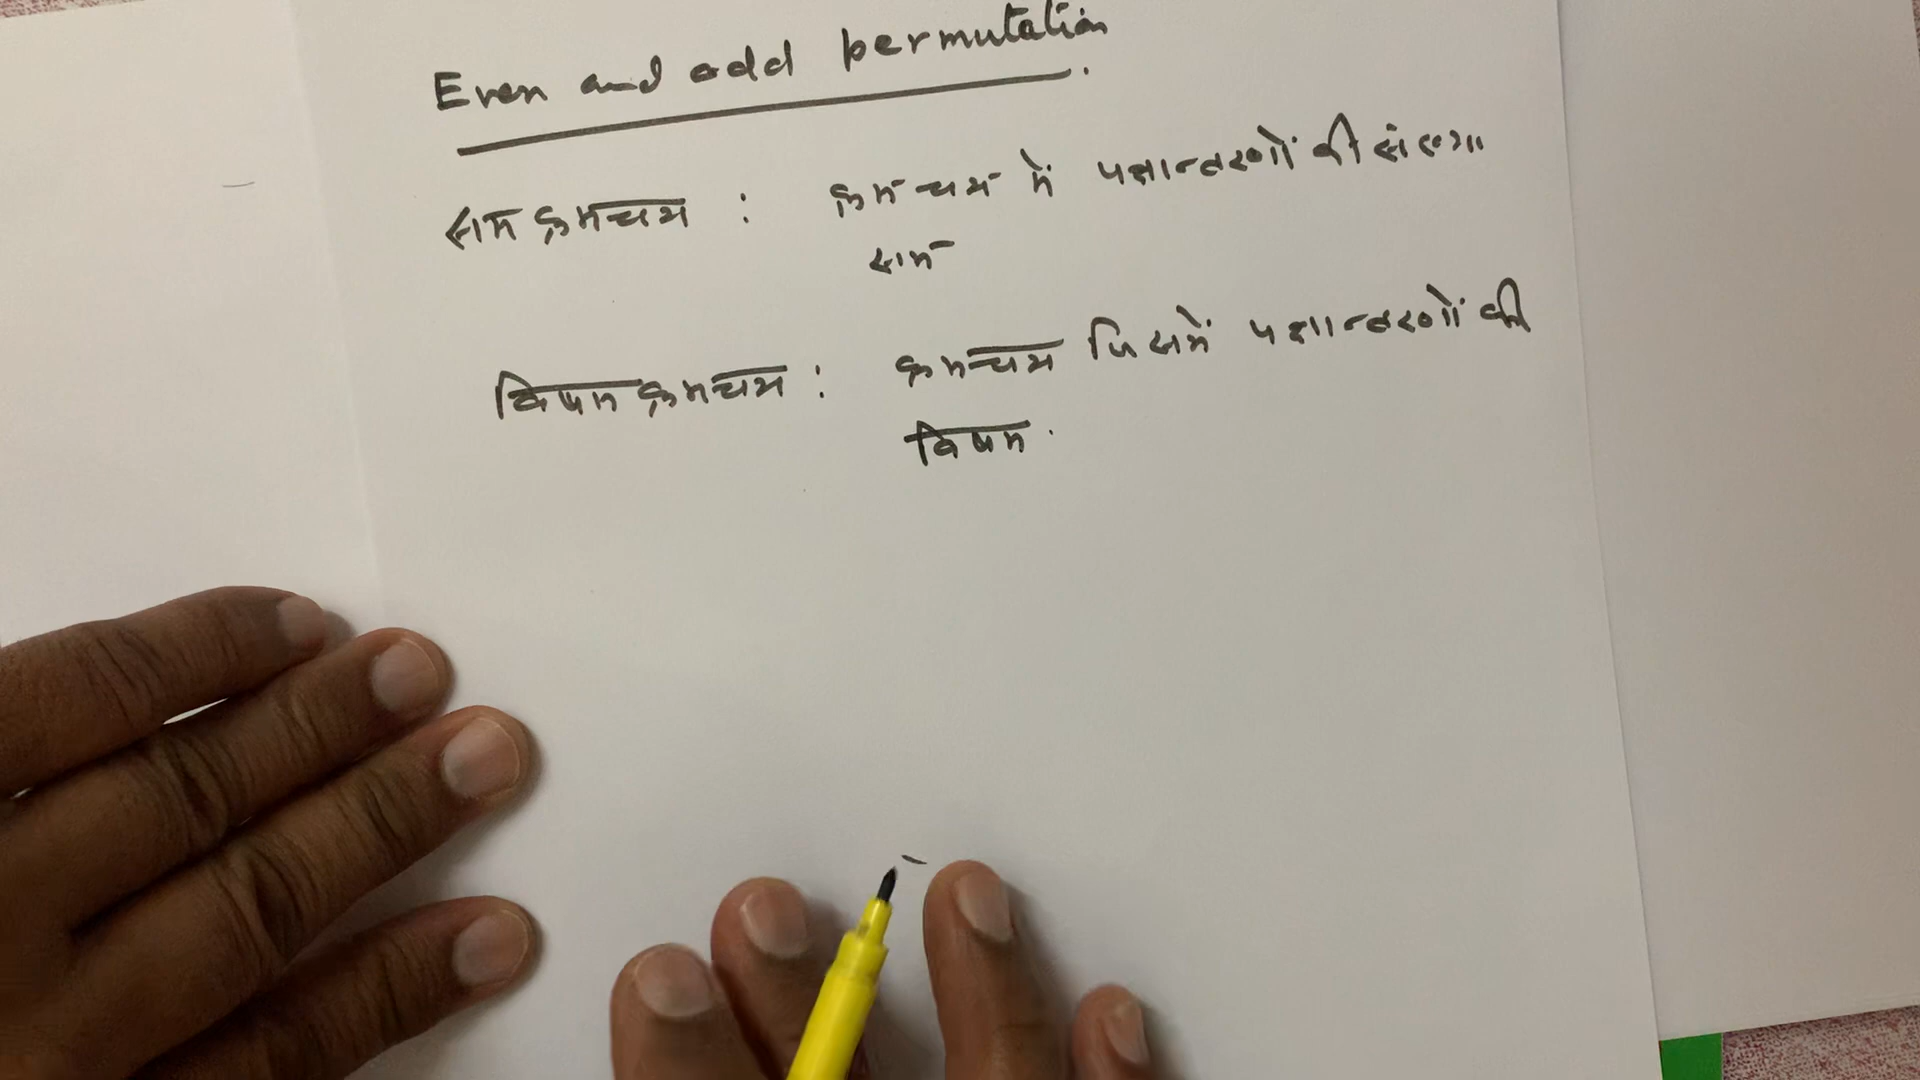 Even and odd permutation.
सम क्रमचय : क्रमचय में पक्षान्तरणों की संख्या
सम
विषम क्रमचय : क्रमचय जिसमें पक्षान्तरणों की
विषम.